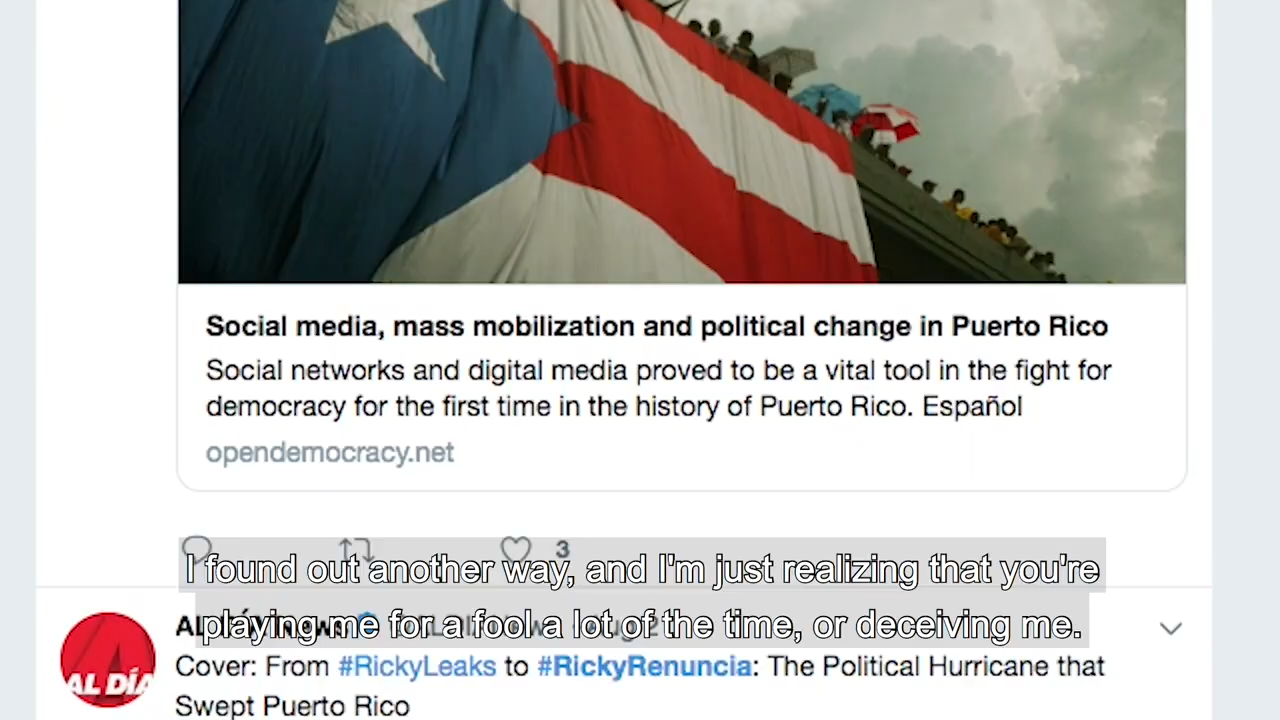 Social media, mass mobilization and political change in Puerto Rico
Social networks and digital media proved to be a vital tool in the fight for
democracy for the first time in the history of Puerto Rico. Español
opendemocracy.net
3
I found out another way, and I'm just realizing that you're
playing me for a fool a lot of the time, or deceiving me.
AL DÍA
Cover: From #RickyLeaks to #RickyRenuncia: The Political Hurricane that
Swept Puerto Rico